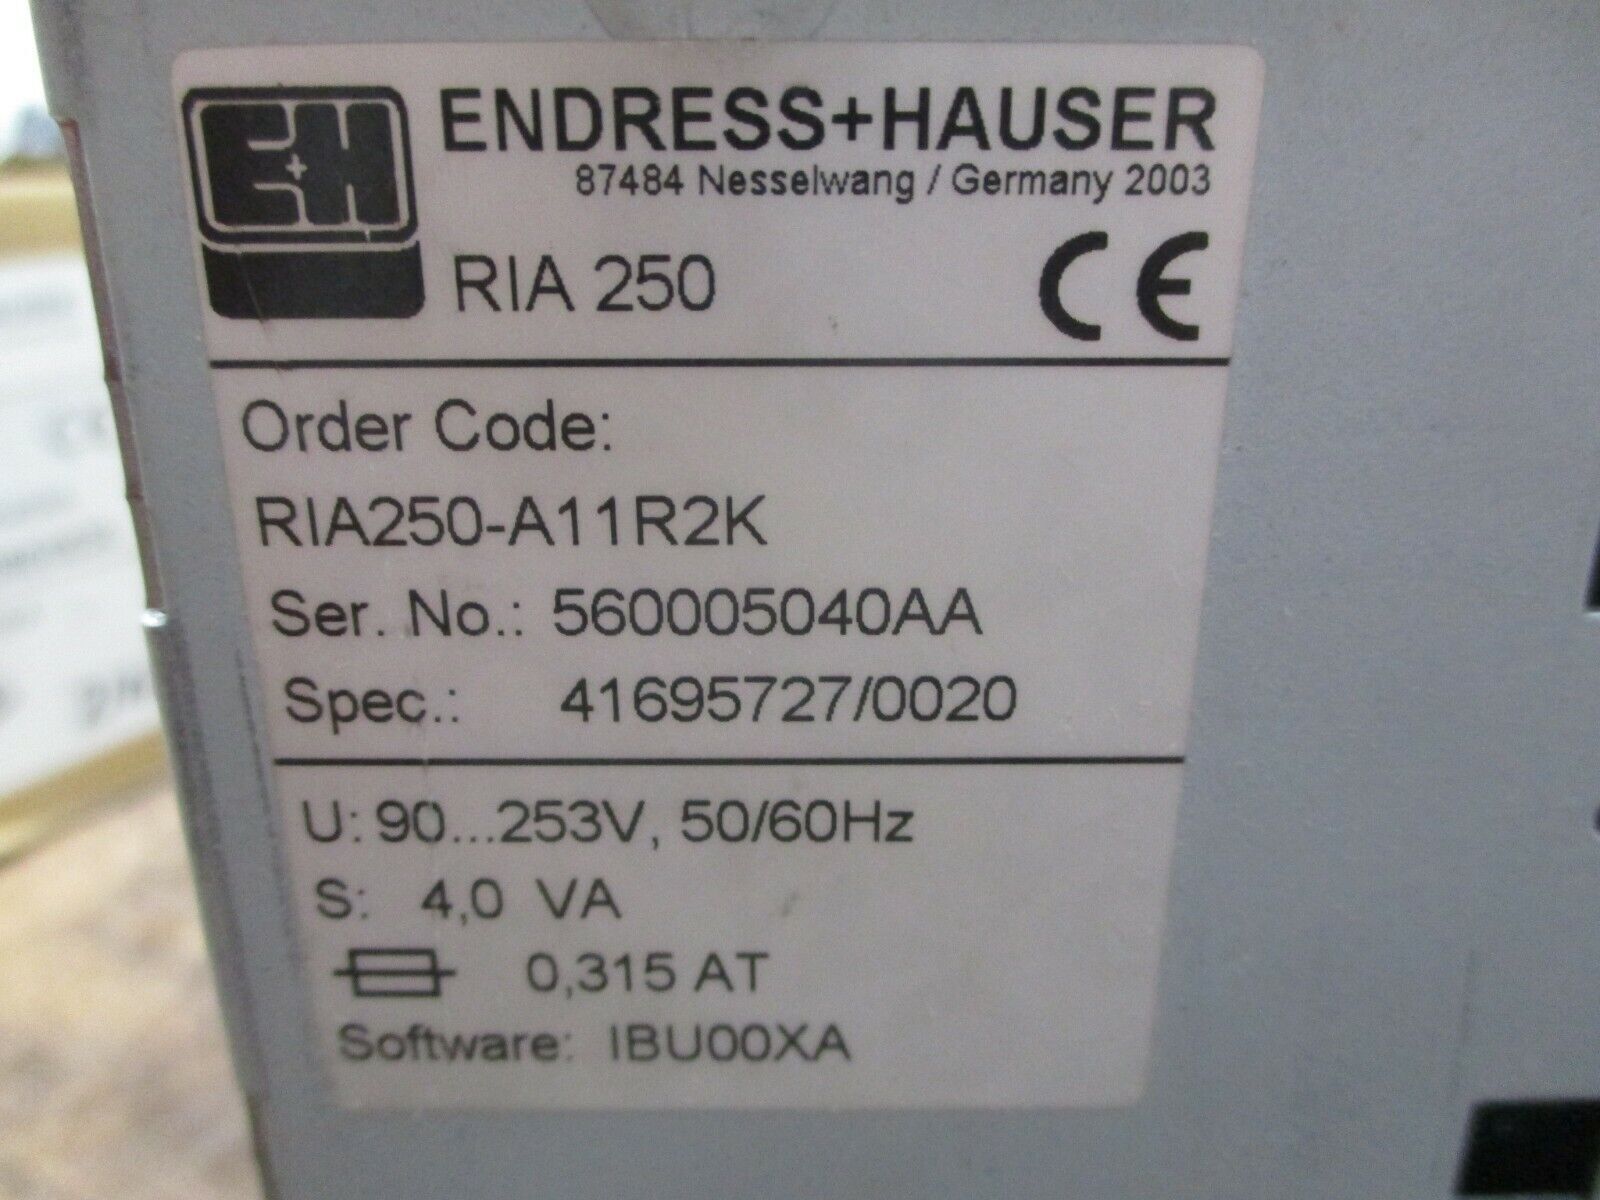 E+H
ENDRESS+HAUSER
87484 Nesselwang / Germany 2003
RIA 250
CE
Order Code:
RIA250-A11R2K
Ser. No.: 560005040AA
Spec.: 41695727/0020
U: 90...253V, 50/60Hz
S: 4,0 VA
0,315 AT
Software: IBU00XA